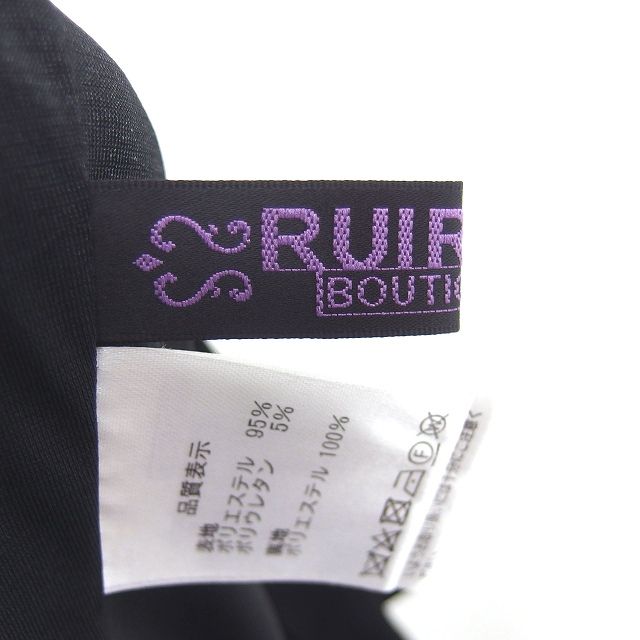 RUIR
BOUTIC
品質表示
表地
ポリエステル 95%
ポリウレタン 5%
裏地
ポリエステル 100%